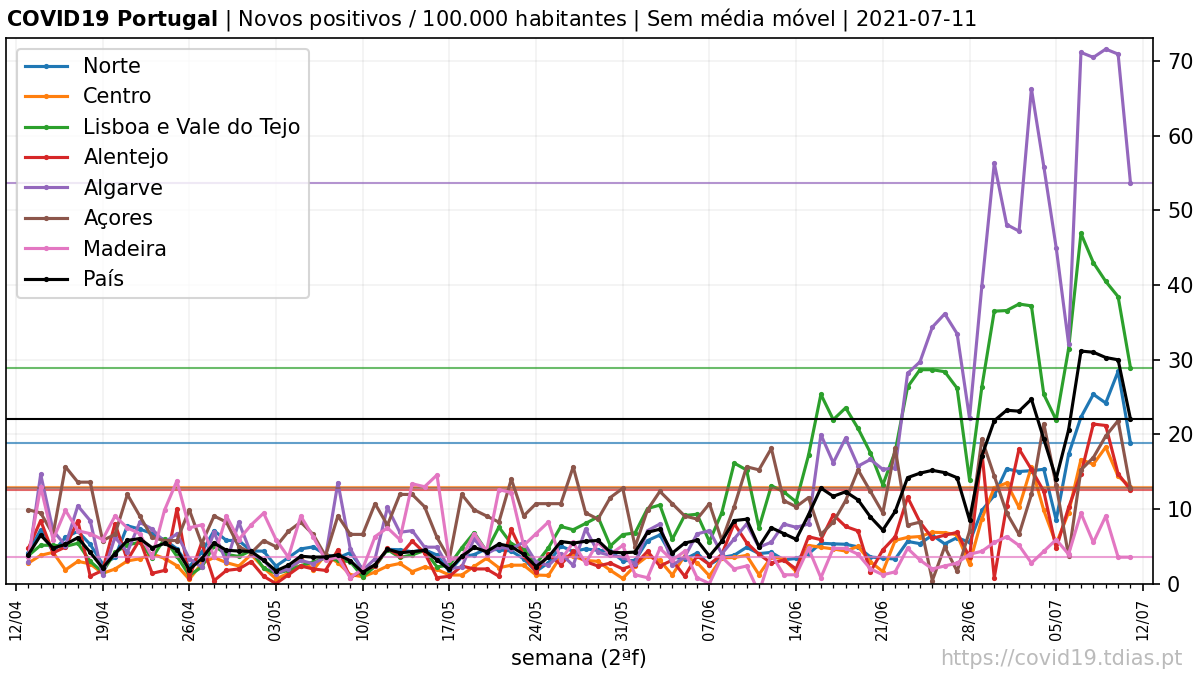 COVID19 Portugal | Novos positivos / 100.000 habitantes | Sem média móvel | 2021-07-11
Norte
Centro
Lisboa e Vale do Tejo
Alentejo
Algarve
Açores
Madeira
País
70
60
50
40
30
20
10
0
12/04
19/04
26/04
03/05
10/05
17/05
24/05
31/05
07/06
14/06
21/06
28/06
05/07
12/07
semana (2ªf)
https://covid19.tdias.pt